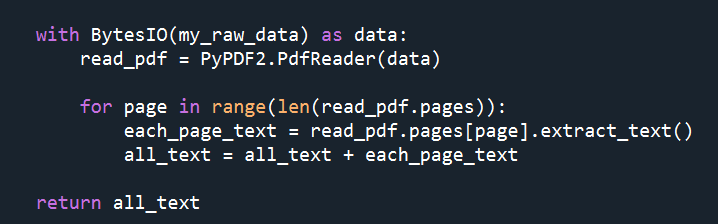 with BytesIO(my_raw_data) as data:
    read_pdf = PyPDF2.PdfReader(data)

    for page in range(len(read_pdf.pages)):
        each_page_text = read_pdf.pages[page].extract_text()
        all_text = all_text + each_page_text

return all_text